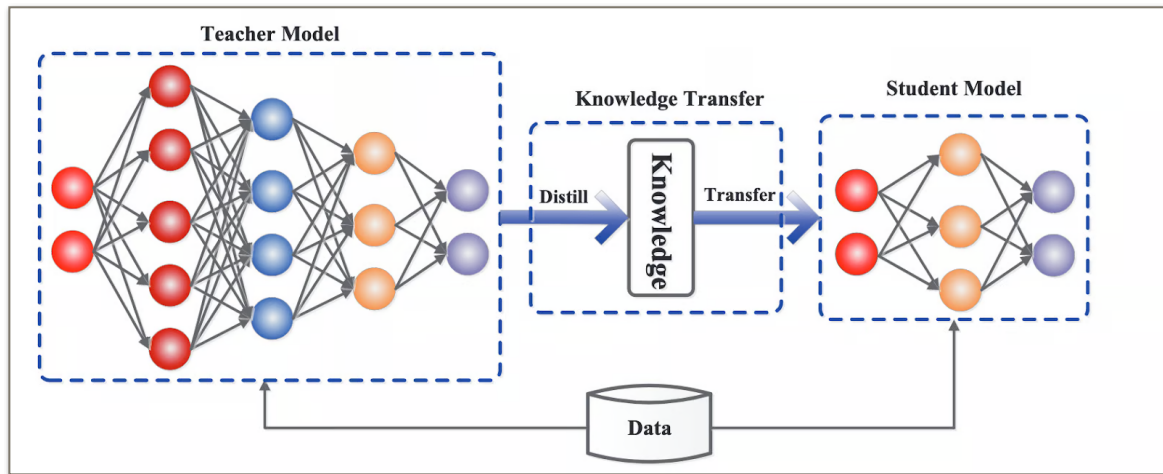 Teacher Model
Knowledge Transfer
Student Model
Distill
Knowledge
Transfer
Data